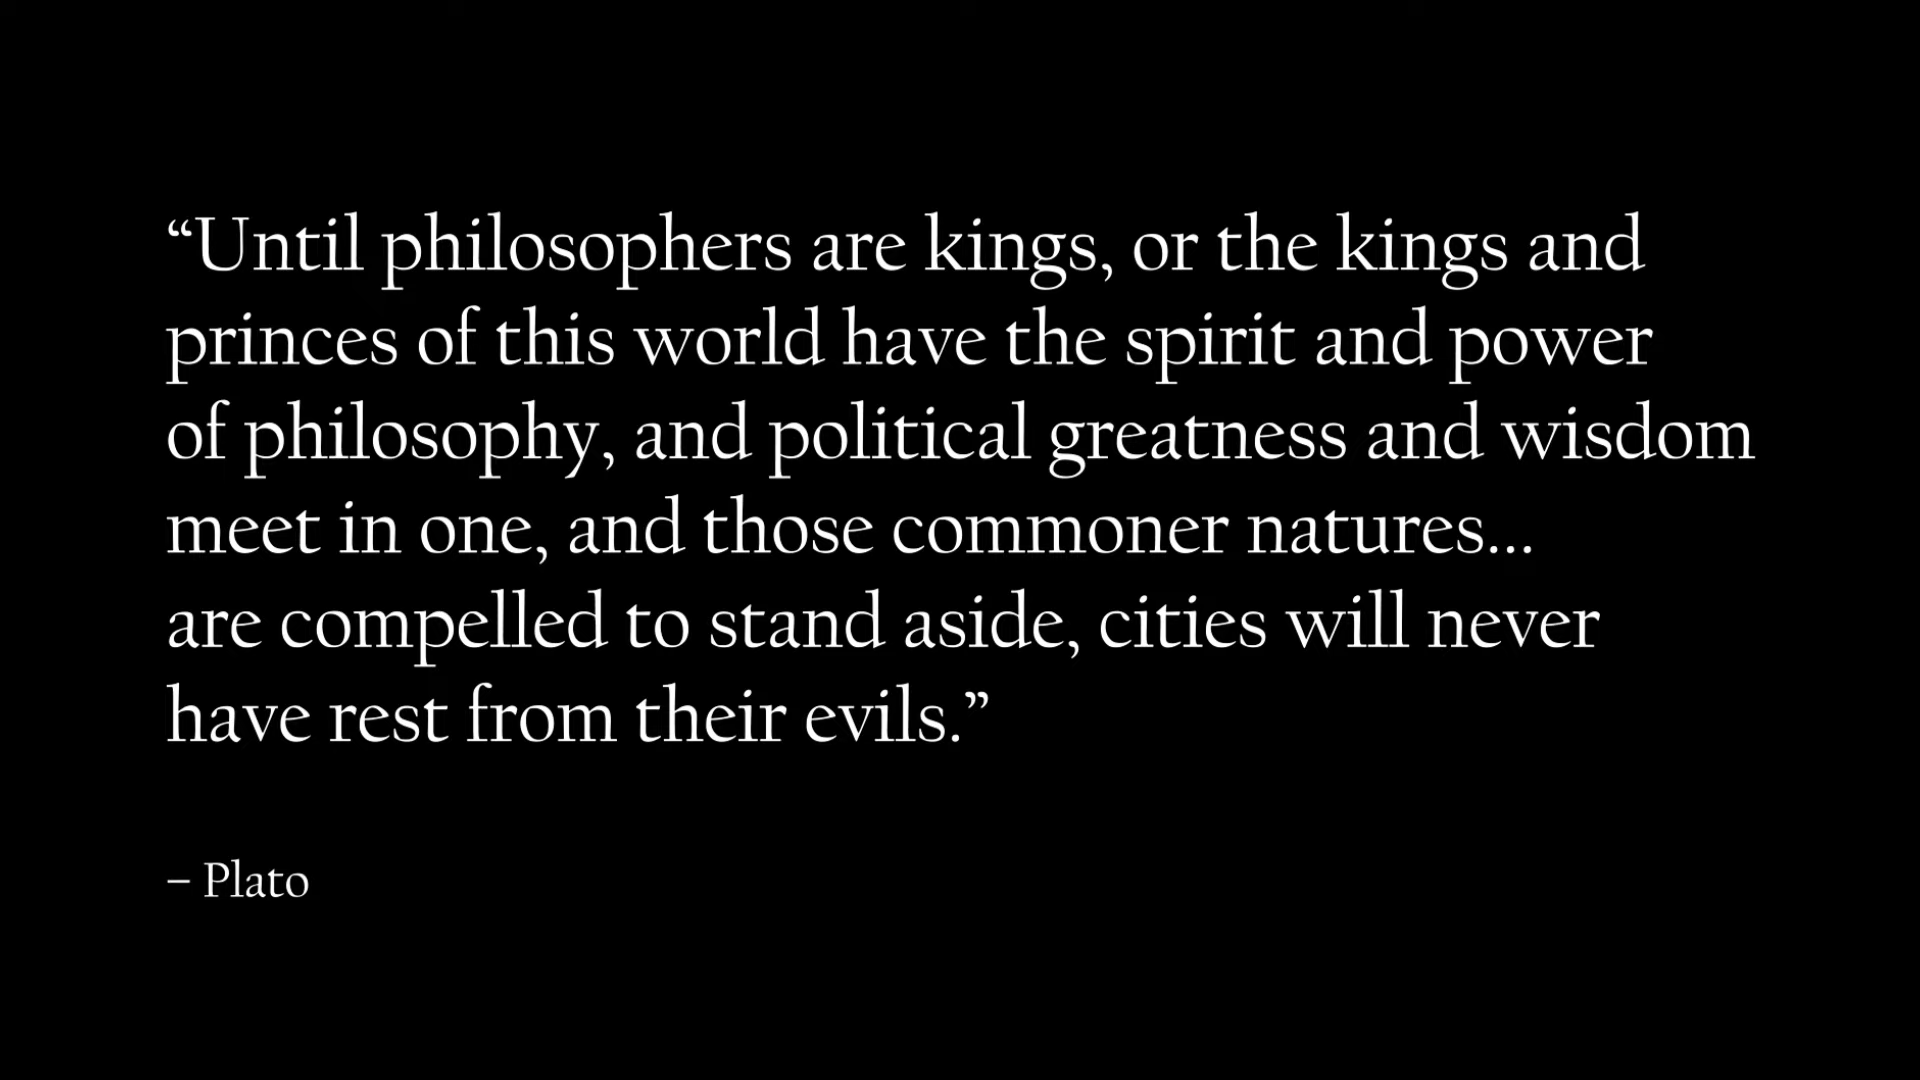 “Until philosophers are kings, or the kings and
princes of this world have the spirit and power
of philosophy, and political greatness and wisdom
meet in one, and those commoner natures...
are compelled to stand aside, cities will never
have rest from their evils.”
– Plato